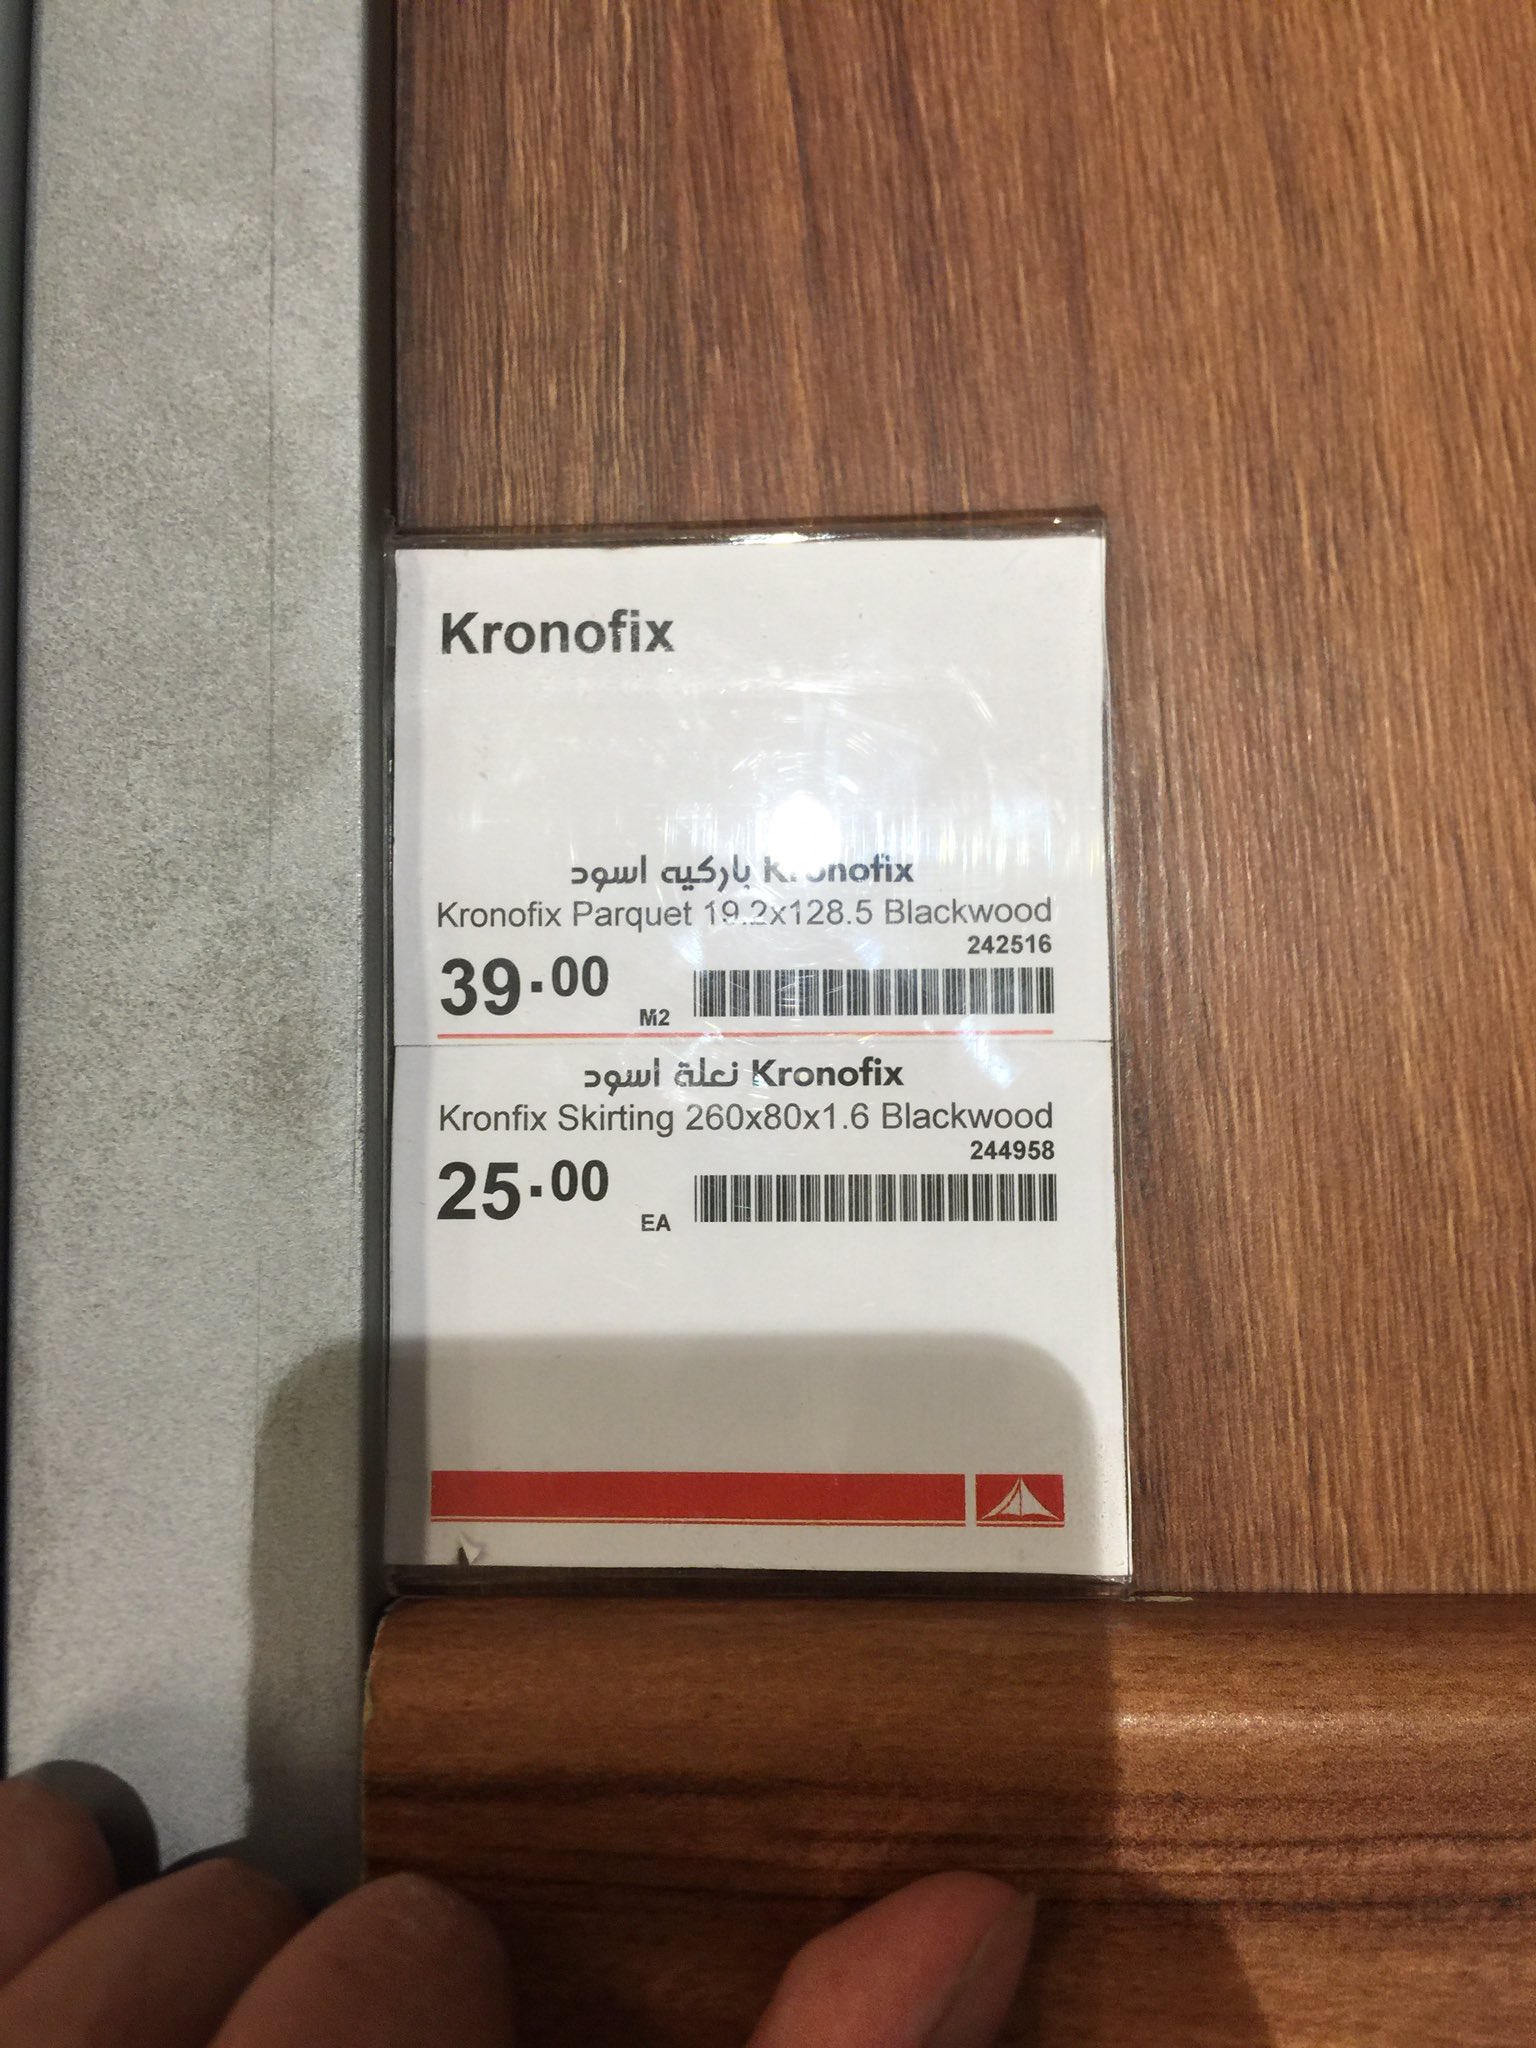 Kronofix
باركيه اسود Kronofix
Kronofix Parquet 19.2x128.5 Blackwood
242516
39.00
M2
نعلة اسود Kronofix
Kronfix Skirting 260x80x1.6 Blackwood
244958
25.00
EA